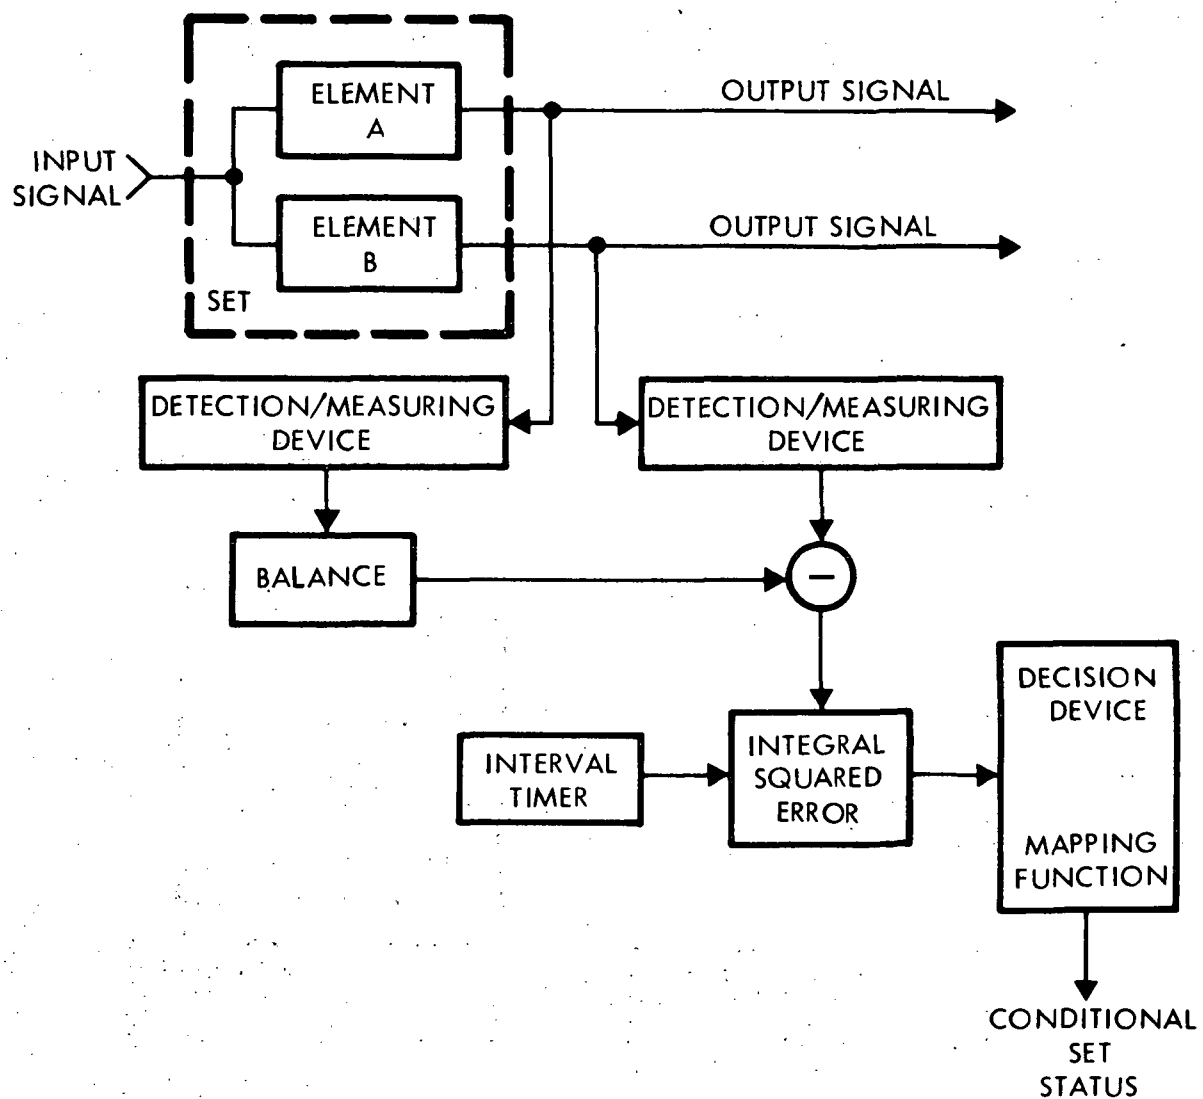 ELEMENT
A
OUTPUT SIGNAL
INPUT
SIGNAL
ELEMENT
B
OUTPUT SIGNAL
SET
DETECTION/MEASURING
DEVICE
DETECTION/MEASURING
DEVICE
BALANCE
−
INTERVAL
TIMER
INTEGRAL
SQUARED
ERROR
DECISION
DEVICE
MAPPING
FUNCTION
CONDITIONAL
SET
STATUS